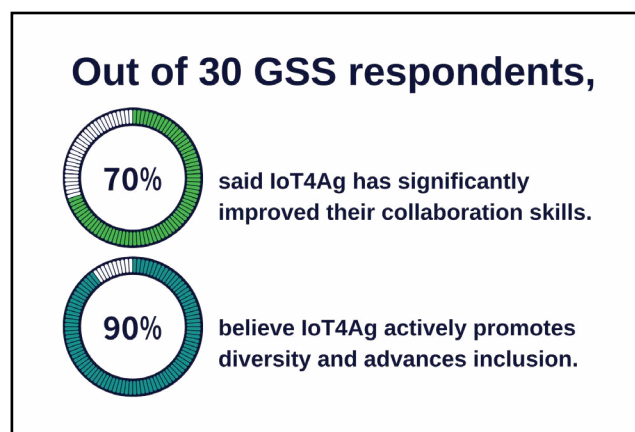 Out of 30 GSS respondents,
70%
said IoT4Ag has significantly
improved their collaboration skills.
90%
believe IoT4Ag actively promotes
diversity and advances inclusion.